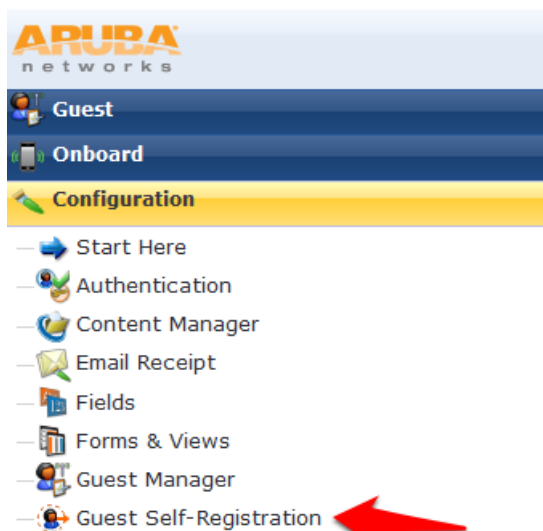 ARUBA
networks
Guest
Onboard
Configuration
Start Here
Authentication
Content Manager
Email Receipt
Fields
Forms & Views
Guest Manager
Guest Self-Registration